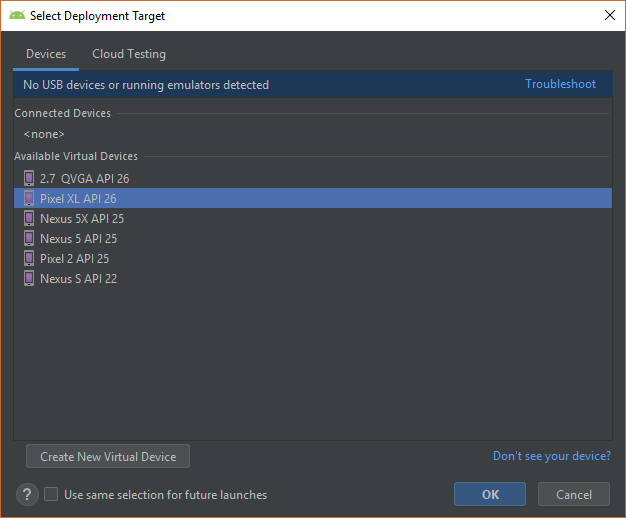 Select Deployment Target
Devices Cloud Testing
No USB devices or running emulators detected Troubleshoot
Connected Devices
<none>
Available Virtual Devices
2.7 QVGA API 26
Pixel XL API 26
Nexus 5X API 25
Nexus 5 API 25
Pixel 2 API 25
Nexus S API 22
Create New Virtual Device Don't see your device?
? Use same selection for future launches OK Cancel